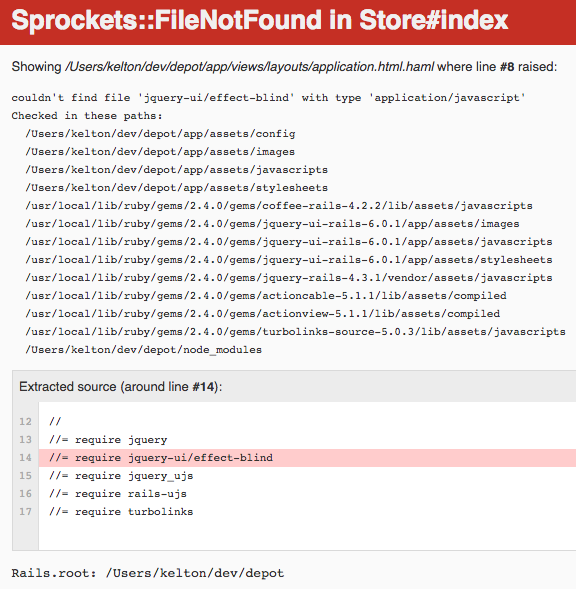 Sprockets::FileNotFound in Store#index
Showing /Users/kelton/dev/depot/app/views/layouts/application.html.haml where line #8 raised:
couldn't find file 'jquery-ui/effect-blind' with type 'application/javascript'
Checked in these paths:
/Users/kelton/dev/depot/app/assets/config
/Users/kelton/dev/depot/app/assets/images
/Users/kelton/dev/depot/app/assets/javascripts
/Users/kelton/dev/depot/app/assets/stylesheets
/usr/local/lib/ruby/gems/2.4.0/gems/coffee-rails-4.2.2/lib/assets/javascripts
/usr/local/lib/ruby/gems/2.4.0/gems/jquery-ui-rails-6.0.1/app/assets/images
/usr/local/lib/ruby/gems/2.4.0/gems/jquery-ui-rails-6.0.1/app/assets/javascripts
/usr/local/lib/ruby/gems/2.4.0/gems/jquery-ui-rails-6.0.1/app/assets/stylesheets
/usr/local/lib/ruby/gems/2.4.0/gems/jquery-rails-4.3.1/vendor/assets/javascripts
/usr/local/lib/ruby/gems/2.4.0/gems/actioncable-5.1.1/lib/assets/compiled
/usr/local/lib/ruby/gems/2.4.0/gems/actionview-5.1.1/lib/assets/compiled
/usr/local/lib/ruby/gems/2.4.0/gems/turbolinks-source-5.0.3/lib/assets/javascripts
/Users/kelton/dev/depot/node_modules
Extracted source (around line #14):
12 //
13 //= require jquery
14 //= require jquery-ui/effect-blind
15 //= require jquery_ujs
16 //= require rails-ujs
17 //= require turbolinks
Rails.root: /Users/kelton/dev/depot